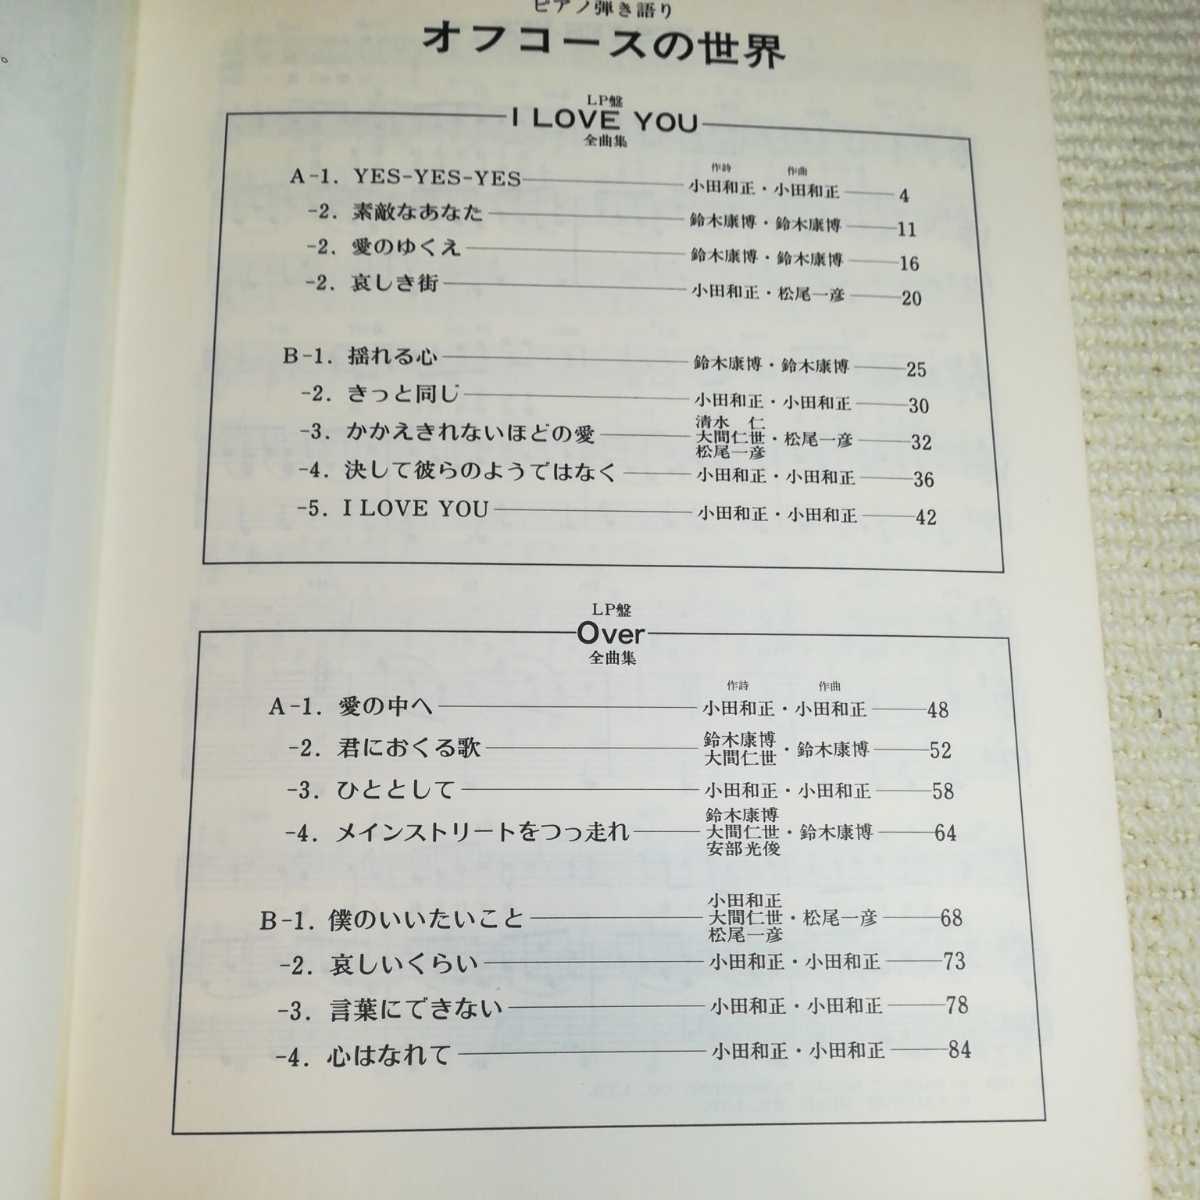 。
ピアノ弾き語り
オフコースの世界
LP盤
I LOVE YOU
全曲集
作詩 作曲
A-1. YES-YES-YES 小田和正・小田和正 4
-2. 素敵なあなた 鈴木康博・鈴木康博 11
-2. 愛のゆくえ 鈴木康博・鈴木康博 16
-2. 哀しき街 小田和正・松尾一彦 20
B-1. 揺れる心 鈴木康博・鈴木康博 25
-2. きっと同じ 小田和正・小田和正 30
清水 仁
-3. かかえきれないほどの愛 大間仁世・松尾一彦 32
松尾一彦
-4. 決して彼らのようではなく 小田和正・小田和正 36
-5. I LOVE YOU 小田和正・小田和正 42
LP盤
Over
全曲集
作詩 作曲
A-1. 愛の中へ 小田和正・小田和正 48
鈴木康博
-2. 君におくる歌 ・鈴木康博 52
大間仁世
-3. ひととして 小田和正・小田和正 58
鈴木康博
-4. メインストリートをつっ走れ 大間仁世・鈴木康博 64
安部光俊
小田和正
B-1. 僕のいいたいこと 大間仁世・松尾一彦 68
松尾一彦
-2. 哀しいくらい 小田和正・小田和正 73
-3. 言葉にできない 小田和正・小田和正 78
-4. 心はなれて 小田和正・小田和正 84